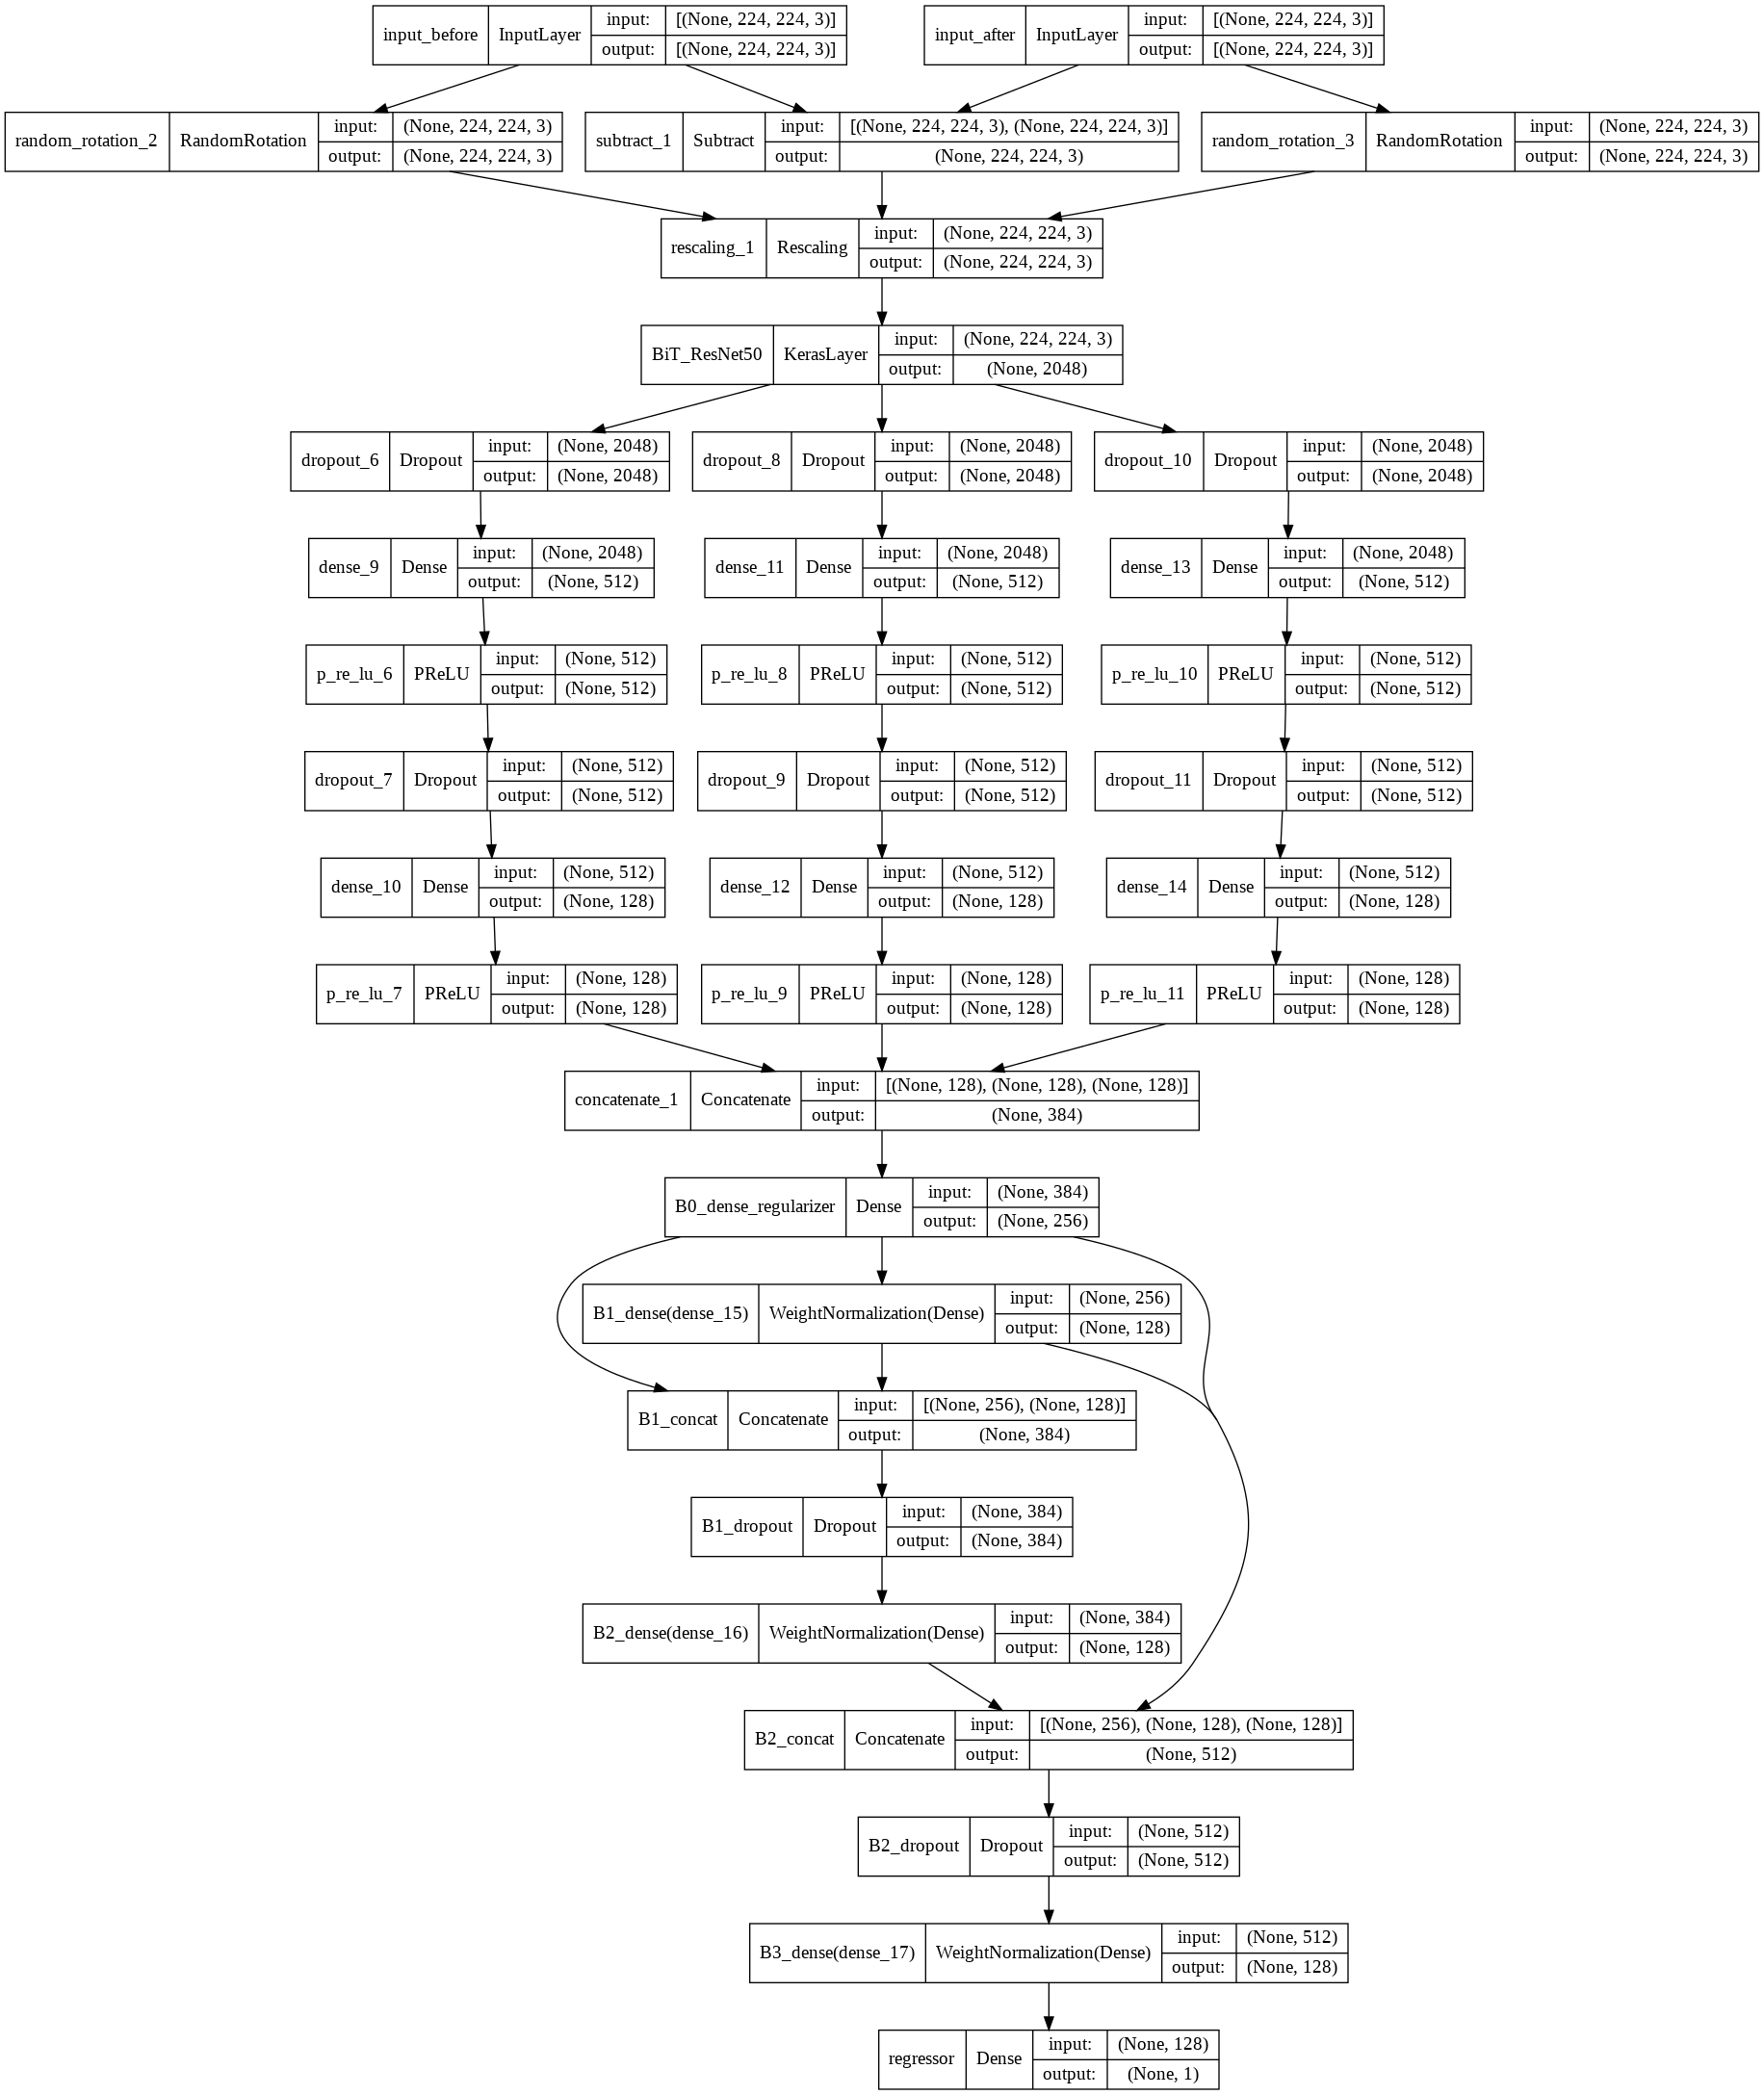 input_before InputLayer input: [(None, 224, 224, 3)]
output: [(None, 224, 224, 3)]
input_after InputLayer input: [(None, 224, 224, 3)]
output: [(None, 224, 224, 3)]
random_rotation_2 RandomRotation input: (None, 224, 224, 3)
output: (None, 224, 224, 3)
subtract_1 Subtract input: [(None, 224, 224, 3), (None, 224, 224, 3)]
output: (None, 224, 224, 3)
random_rotation_3 RandomRotation input: (None, 224, 224, 3)
output: (None, 224, 224, 3)
rescaling_1 Rescaling input: (None, 224, 224, 3)
output: (None, 224, 224, 3)
BiT_ResNet50 KerasLayer input: (None, 224, 224, 3)
output: (None, 2048)
dropout_6 Dropout input: (None, 2048)
output: (None, 2048)
dropout_8 Dropout input: (None, 2048)
output: (None, 2048)
dropout_10 Dropout input: (None, 2048)
output: (None, 2048)
dense_9 Dense input: (None, 2048)
output: (None, 512)
dense_11 Dense input: (None, 2048)
output: (None, 512)
dense_13 Dense input: (None, 2048)
output: (None, 512)
p_re_lu_6 PReLU input: (None, 512)
output: (None, 512)
p_re_lu_8 PReLU input: (None, 512)
output: (None, 512)
p_re_lu_10 PReLU input: (None, 512)
output: (None, 512)
dropout_7 Dropout input: (None, 512)
output: (None, 512)
dropout_9 Dropout input: (None, 512)
output: (None, 512)
dropout_11 Dropout input: (None, 512)
output: (None, 512)
dense_10 Dense input: (None, 512)
output: (None, 128)
dense_12 Dense input: (None, 512)
output: (None, 128)
dense_14 Dense input: (None, 512)
output: (None, 128)
p_re_lu_7 PReLU input: (None, 128)
output: (None, 128)
p_re_lu_9 PReLU input: (None, 128)
output: (None, 128)
p_re_lu_11 PReLU input: (None, 128)
output: (None, 128)
concatenate_1 Concatenate input: [(None, 128), (None, 128), (None, 128)]
output: (None, 384)
B0_dense_regularizer Dense input: (None, 384)
output: (None, 256)
B1_dense(dense_15) WeightNormalization(Dense) input: (None, 256)
output: (None, 128)
B1_concat Concatenate input: [(None, 256), (None, 128)]
output: (None, 384)
B1_dropout Dropout input: (None, 384)
output: (None, 384)
B2_dense(dense_16) WeightNormalization(Dense) input: (None, 384)
output: (None, 128)
B2_concat Concatenate input: [(None, 256), (None, 128), (None, 128)]
output: (None, 512)
B2_dropout Dropout input: (None, 512)
output: (None, 512)
B3_dense(dense_17) WeightNormalization(Dense) input: (None, 512)
output: (None, 128)
regressor Dense input: (None, 128)
output: (None, 1)